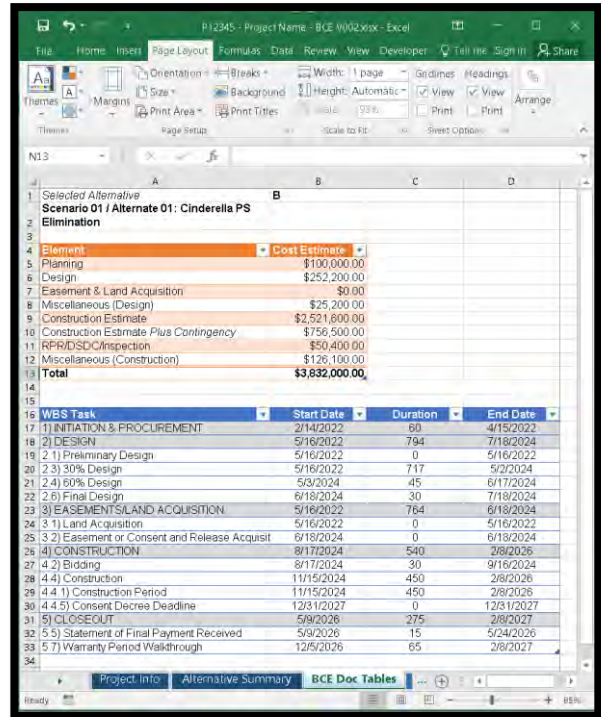 P12345 - Project Name - BCE V002.xlsx - Excel
File Home Insert Page Layout Formulas Data Review View Developer Tell me Sign in Share
Themes Margins Orientation Size Print Area Breaks Background Print Titles Width: 1 page Height: Automatic Scale: 93% Gridlines View Print Headings View Print Arrange
Themes Page Setup Scale to Fit Sheet Options
N13 fx
A B C D
1 Selected Alternative B
Scenario 01 / Alternate 01: Cinderella PS
2 Elimination
3
4 Element Cost Estimate
5 Planning $100,000.00
6 Design $252,200.00
7 Easement & Land Acquisition $0.00
8 Miscellaneous (Design) $25,200.00
9 Construction Estimate $2,521,600.00
10 Construction Estimate Plus Contingency $756,500.00
11 RPR/DSDC/Inspection $50,400.00
12 Miscellaneous (Construction) $126,100.00
13 Total $3,832,000.00
14
15
16 WBS Task Start Date Duration End Date
17 1) INITIATION & PROCUREMENT 2/14/2022 60 4/15/2022
18 2) DESIGN 5/16/2022 794 7/18/2024
19 2.1) Preliminary Design 5/16/2022 0 5/16/2022
20 2.3) 30% Design 5/16/2022 717 5/2/2024
21 2.4) 60% Design 5/3/2024 45 6/17/2024
22 2.6) Final Design 6/18/2024 30 7/18/2024
23 3) EASEMENTS/LAND ACQUISITION 5/16/2022 764 6/18/2024
24 3.1) Land Acquisition 5/16/2022 0 5/16/2022
25 3.2) Easement or Consent and Release Acquisit 6/18/2024 0 6/18/2024
26 4) CONSTRUCTION 8/17/2024 540 2/8/2026
27 4.2) Bidding 8/17/2024 30 9/16/2024
28 4.4) Construction 11/15/2024 450 2/8/2026
29 4.4.1) Construction Period 11/15/2024 450 2/8/2026
30 4.4.5) Consent Decree Deadline 12/31/2027 0 12/31/2027
31 5) CLOSEOUT 5/9/2026 275 2/8/2027
32 5.5) Statement of Final Payment Received 5/9/2026 15 5/24/2026
33 5.7) Warranty Period Walkthrough 12/5/2026 65 2/8/2027
34
Project Info Alternative Summary BCE Doc Tables ...
Ready 85%